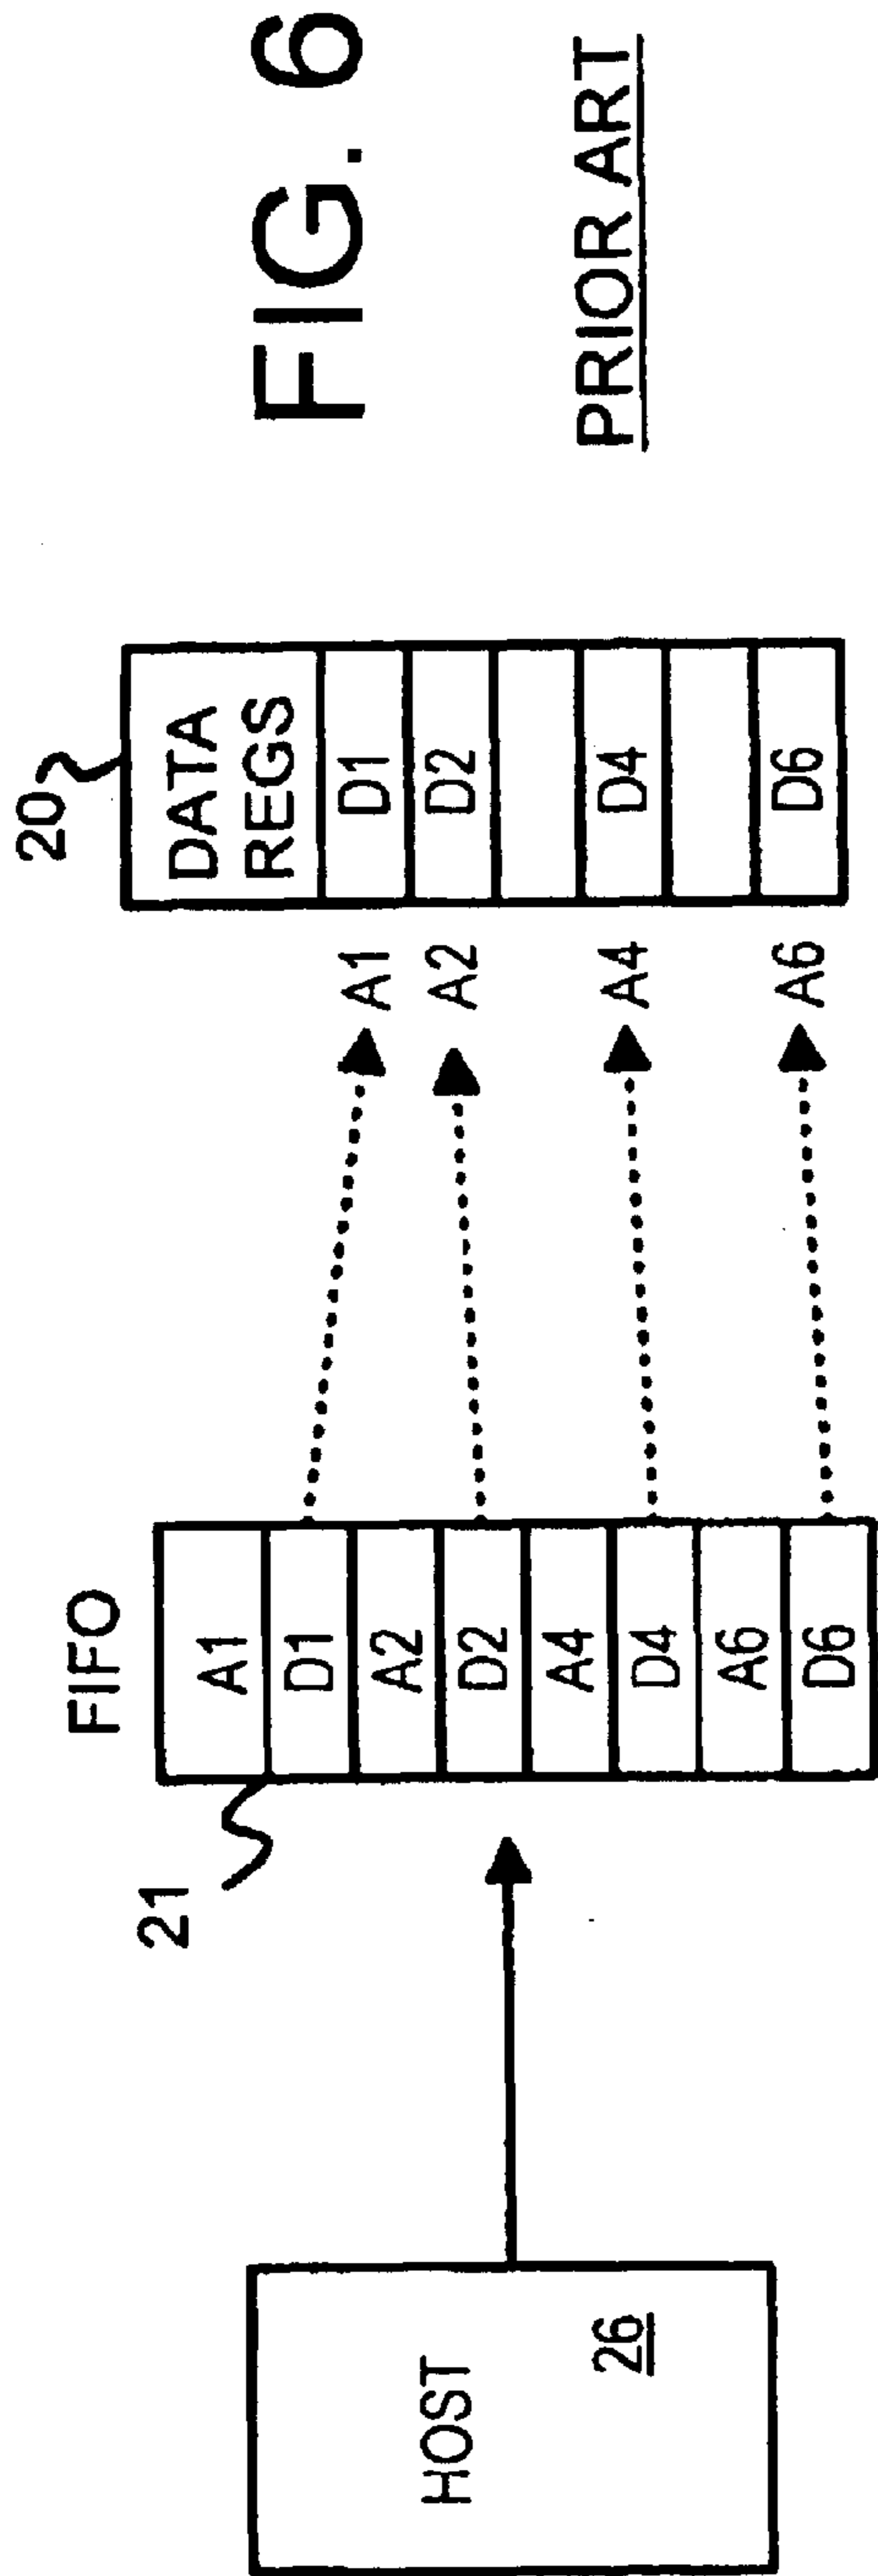 FIG. 6
PRIOR ART
HOST
26
21
FIFO
A1
D1
A2
D2
A4
D4
A6
D6
A1
A2
A4
A6
20
DATA
REGS
D1
D2
D4
D6